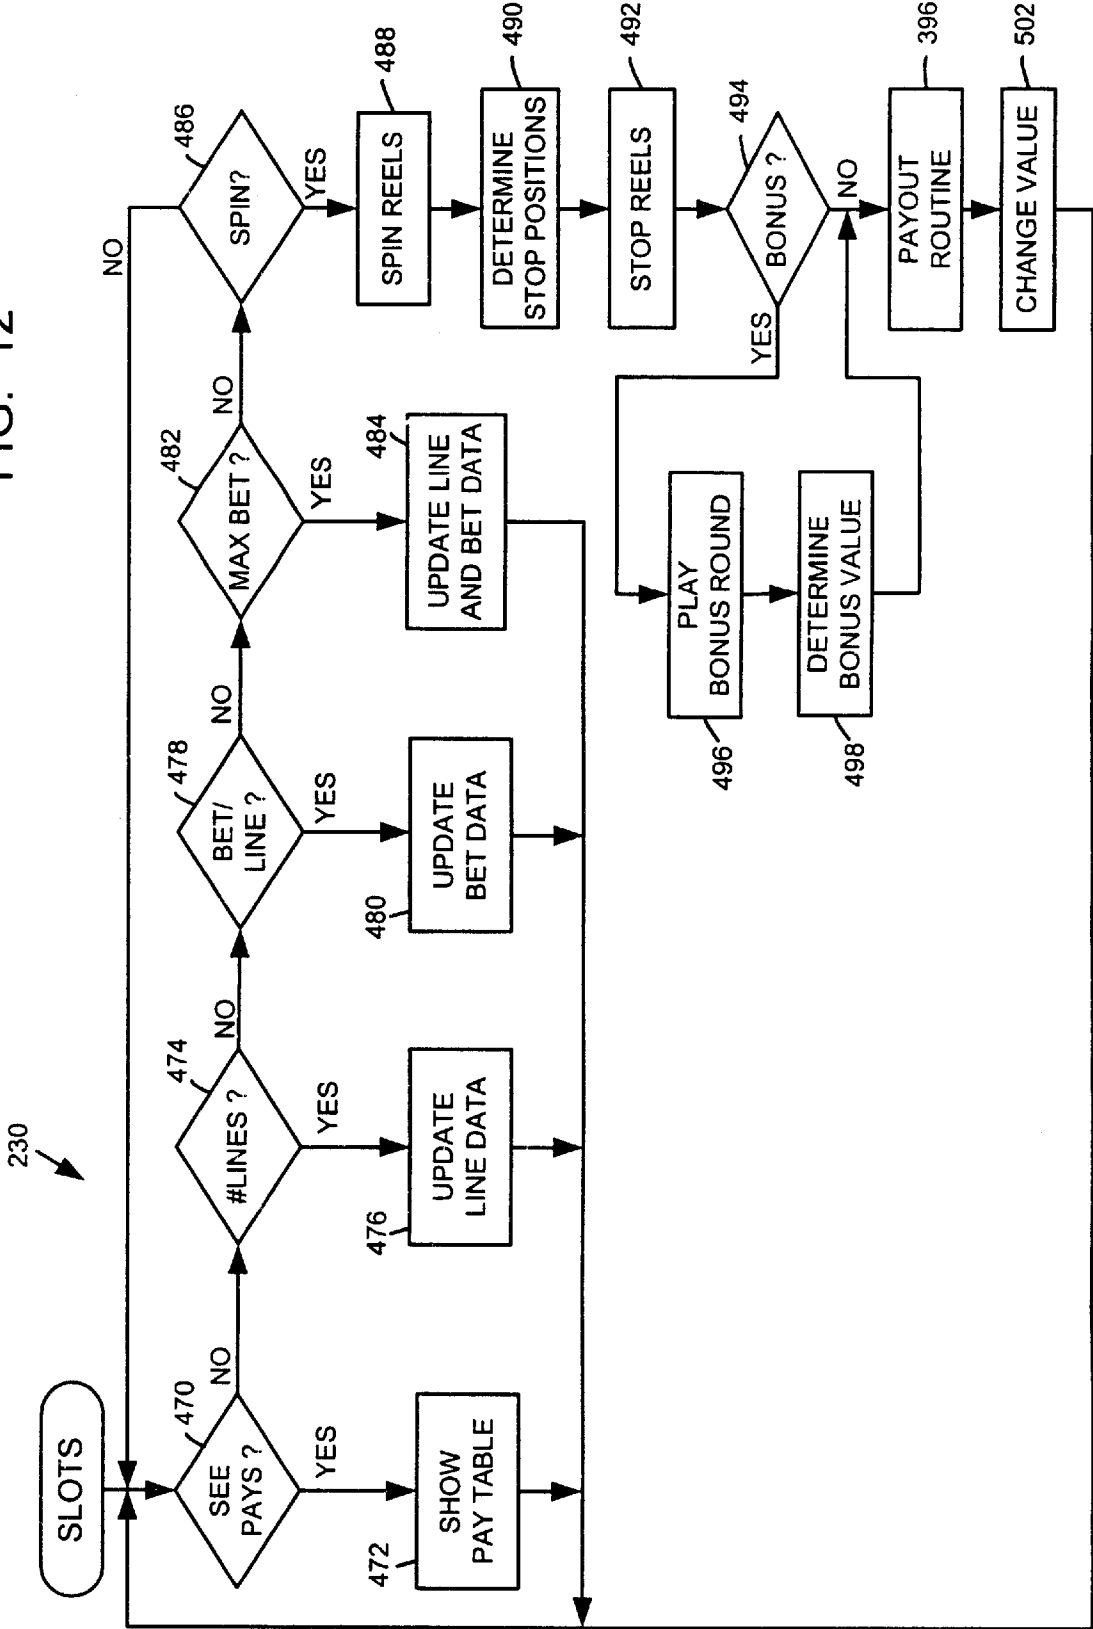 FIG. 12
230
SLOTS
470
SEE
PAYS ?
NO
YES
472
SHOW
PAY TABLE
474
#LINES ?
NO
YES
476
UPDATE
LINE DATA
478
BET/
LINE ?
NO
YES
480
UPDATE
BET DATA
482
MAX BET ?
NO
YES
484
UPDATE LINE
AND BET DATA
486
SPIN?
NO
YES
488
SPIN REELS
490
DETERMINE
STOP POSITIONS
492
STOP REELS
494
BONUS ?
YES
NO
496
PLAY
BONUS ROUND
498
DETERMINE
BONUS VALUE
396
PAYOUT
ROUTINE
502
CHANGE VALUE